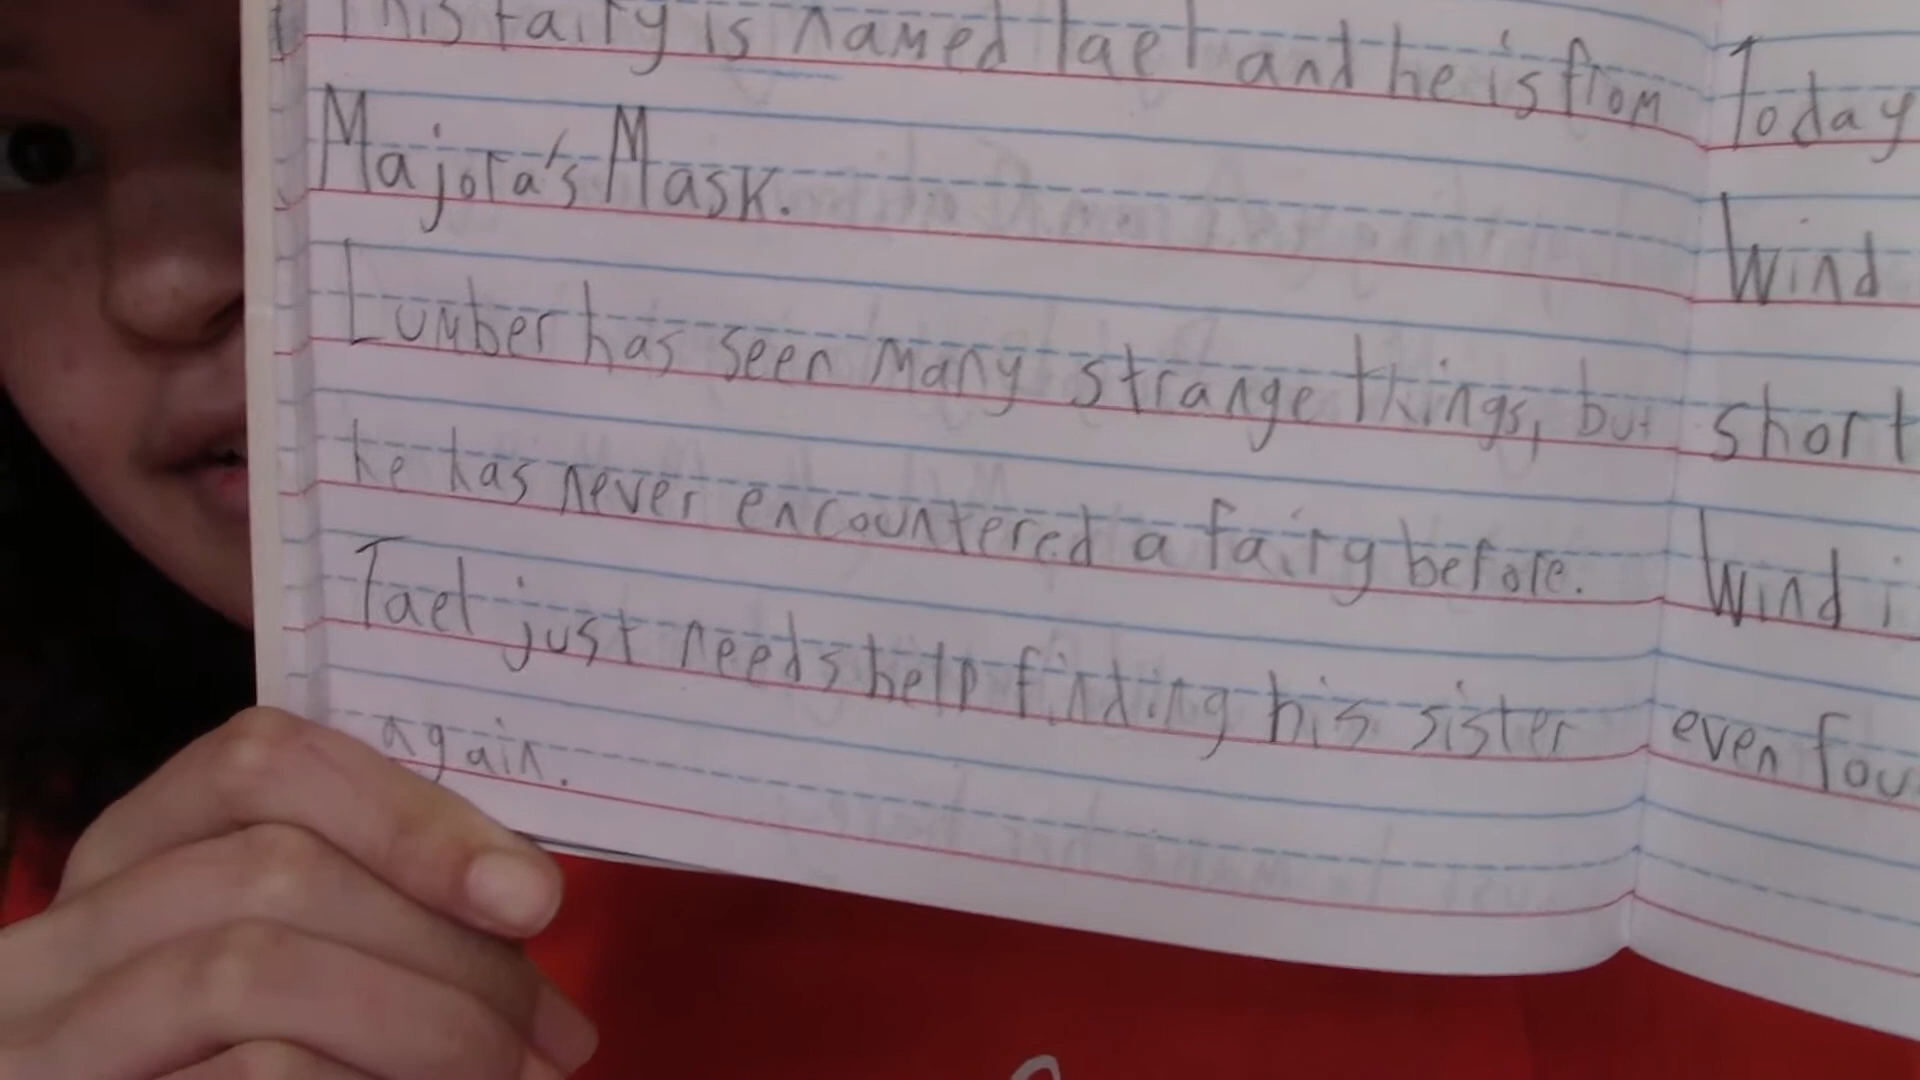 This fairy is named Tael and he is from
Majora's Mask.
Lumber has seen many strange things, but
he has never encountered a fairy before.
Tael just needs help finding his sister
again.
Today
Wind
short
Wind i
even fou